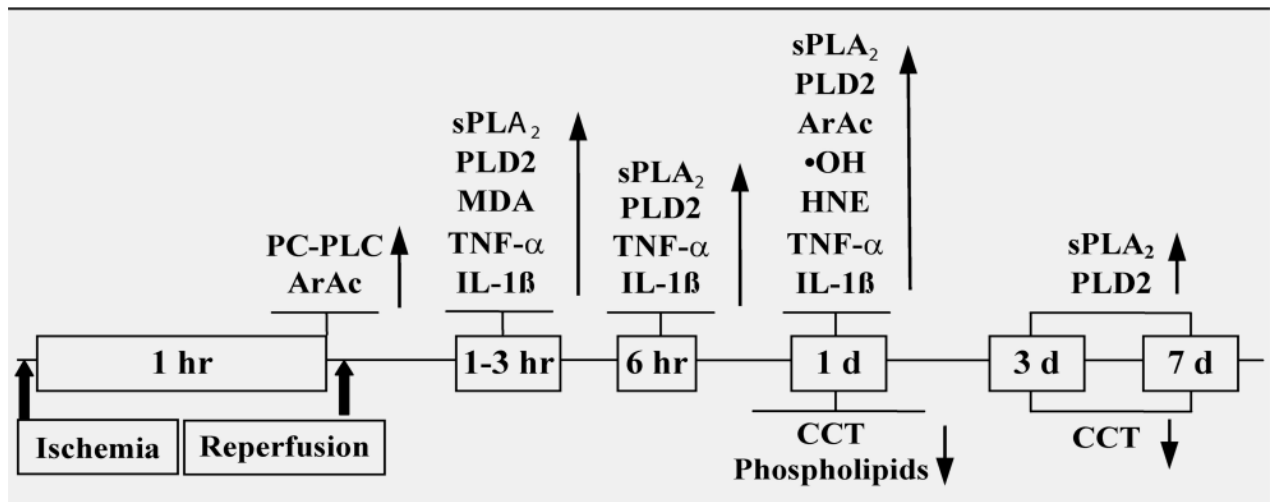 PC-PLC
ArAc
sPLA₂
PLD2
MDA
TNF-α
IL-1ß
sPLA₂
PLD2
TNF-α
IL-1ß
sPLA₂
PLD2
ArAc
•OH
HNE
TNF-α
IL-1ß
sPLA₂
PLD2
1 hr
1-3 hr
6 hr
1 d
3 d
7 d
Ischemia
Reperfusion
CCT
Phospholipids
CCT